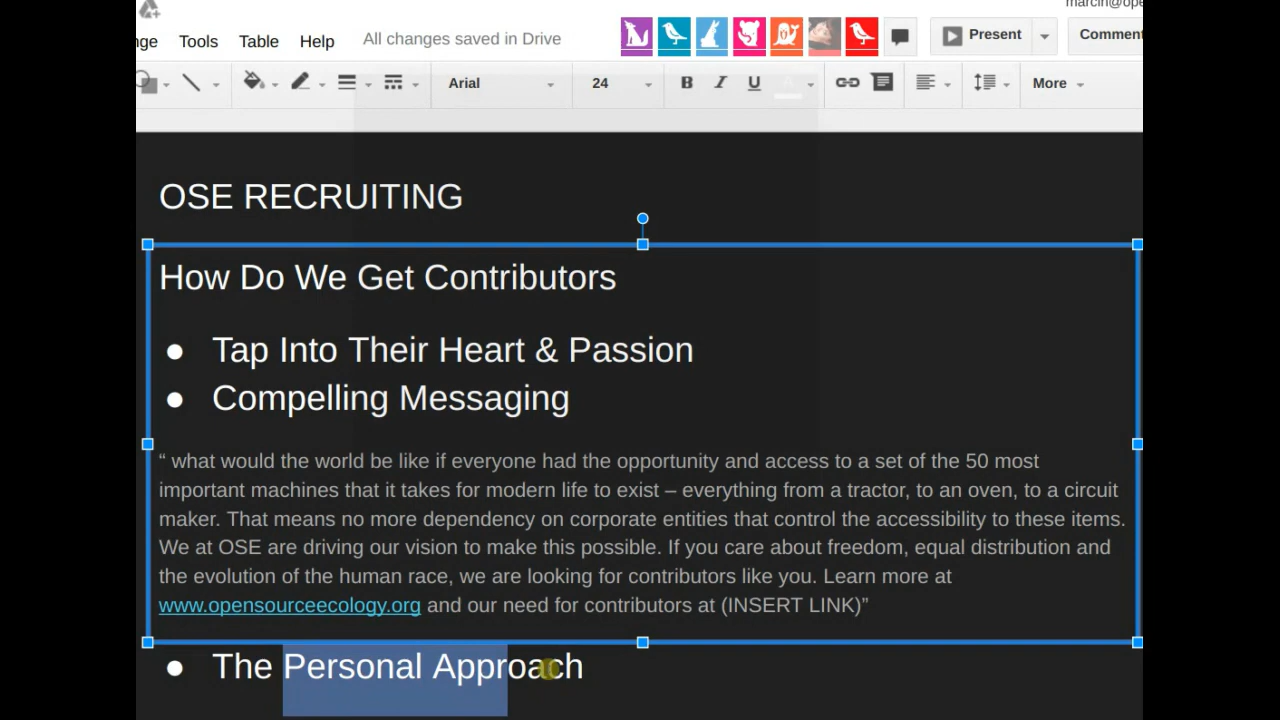 marcin@ope
nge Tools Table Help All changes saved in Drive Present Comment
Arial 24 B I U A More
OSE RECRUITING
How Do We Get Contributors
● Tap Into Their Heart & Passion
● Compelling Messaging
“ what would the world be like if everyone had the opportunity and access to a set of the 50 most
important machines that it takes for modern life to exist – everything from a tractor, to an oven, to a circuit
maker. That means no more dependency on corporate entities that control the accessibility to these items.
We at OSE are driving our vision to make this possible. If you care about freedom, equal distribution and
the evolution of the human race, we are looking for contributors like you. Learn more at
www.opensourceecology.org and our need for contributors at (INSERT LINK)”
● The Personal Approach